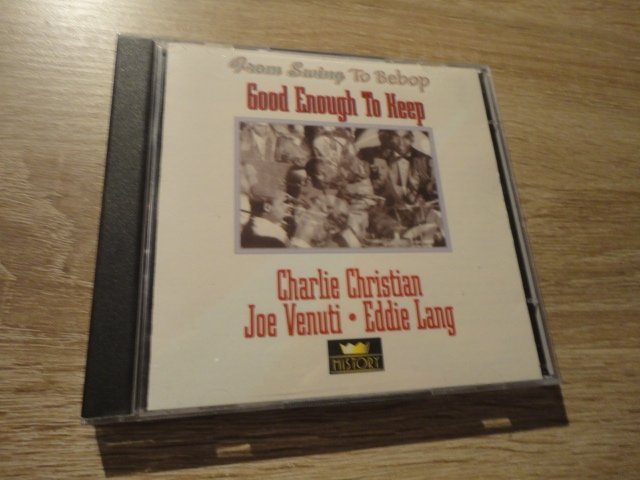 From Swing To Bebop
Good Enough To Keep
Charlie Christian
Joe Venuti • Eddie Lang
HISTORY